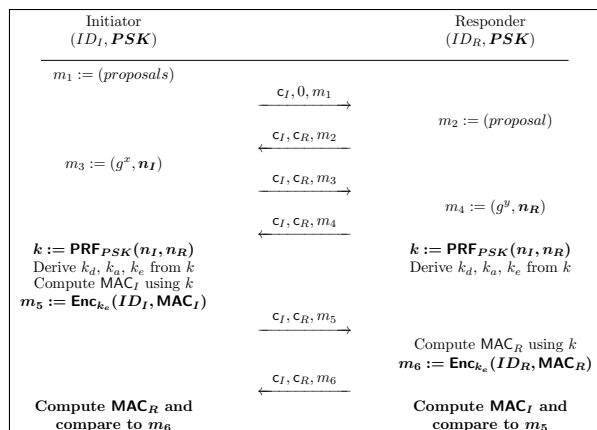 Initiator Responder
(ID_I, PSK) (ID_R, PSK)
m_1 := (proposals)
c_I, 0, m_1
m_2 := (proposal)
c_I, c_R, m_2
m_3 := (g^x, n_I)
c_I, c_R, m_3
m_4 := (g^y, n_R)
c_I, c_R, m_4
k := PRF_PSK(n_I, n_R) k := PRF_PSK(n_I, n_R)
Derive k_d, k_a, k_e from k Derive k_d, k_a, k_e from k
Compute MAC_I using k
m_5 := Enc_k_e(ID_I, MAC_I)
c_I, c_R, m_5
Compute MAC_R using k
m_6 := Enc_k_e(ID_R, MAC_R)
c_I, c_R, m_6
Compute MAC_R and Compute MAC_I and
compare to m_6 compare to m_5